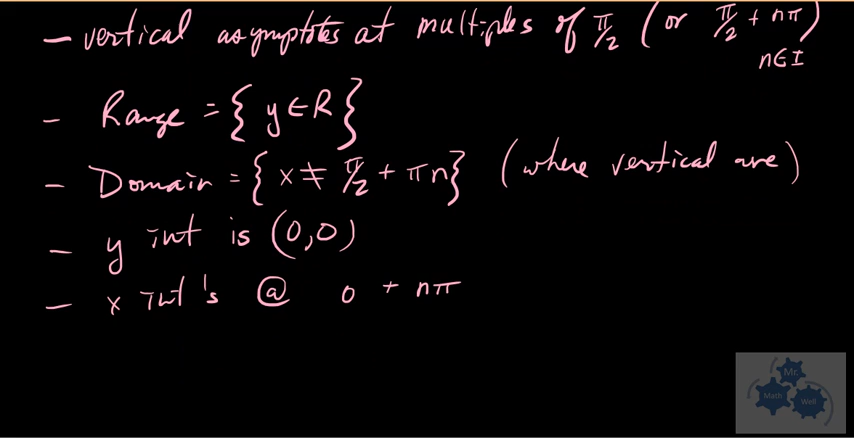 - vertical asymptotes at multiples of π/2 (or π/2 + nπ)
n∈I
- Range = { y∈R }
- Domain = { x ≠ π/2 + πn } (where vertical are)
- y int is (0,0)
- x int's @ 0 + nπ
Mr.
Math
Well